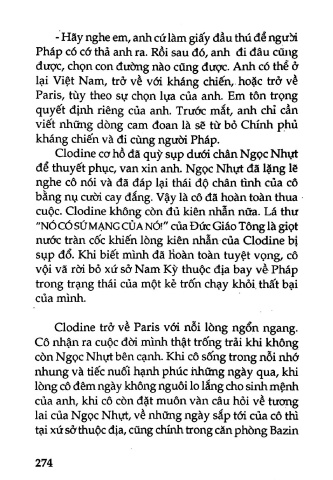 - Hãy nghe em, anh cứ làm giấy đầu thú để người
Pháp có cớ thả anh ra. Rồi sau đó, anh đi đâu cũng
được, chọn con đường nào cũng được. Anh có thể ở
lại Việt Nam, trở về với kháng chiến, hoặc trở về
Paris, tùy theo sự chọn lựa của anh. Em tôn trọng
quyết định riêng của anh. Trước mắt, anh chỉ cần
viết những dòng cam đoan là sẽ từ bỏ Chính phủ
kháng chiến và đi cùng người Pháp.
Clodine cơ hồ đã quỳ sụp dưới chân Ngọc Nhựt
để thuyết phục, van xin anh. Ngọc Nhựt đã lặng lẽ
nghe cô nói và đã đáp lại thái độ chân tình của cô
bằng nụ cười cay đắng. Vậy là cô đã hoàn toàn thua
cuộc. Clodine không còn đủ kiên nhẫn nữa. Lá thư
"NÓ CÓ SỨ MẠNG CỦA NÓ!" của Đức Giáo Tông là giọt
nước tràn cốc khiến lòng kiên nhẫn của Clodine bị
sụp đổ. Khi biết mình đã hoàn toàn tuyệt vọng, cô
vội vã rời bỏ xứ sở Nam Kỳ thuộc địa bay về Pháp
trong trạng thái của một kẻ trốn chạy khỏi thất bại
của mình.
Clodine trở về Paris với nỗi lòng ngổn ngang.
Cô nhận ra cuộc đời mình thật trống trải khi không
còn Ngọc Nhựt bên cạnh. Khi cô sống trong nỗi nhớ
nhung và tiếc nuối hạnh phúc những ngày qua, khi
lòng cô đêm ngày không nguôi lo lắng cho sinh mệnh
của anh, khi cô còn đặt muôn vàn câu hỏi về tương
lai của Ngọc Nhựt, về những ngày sắp tới của cô thì
tại xứ sở thuộc địa, cũng chính trong căn phòng Bazin
274